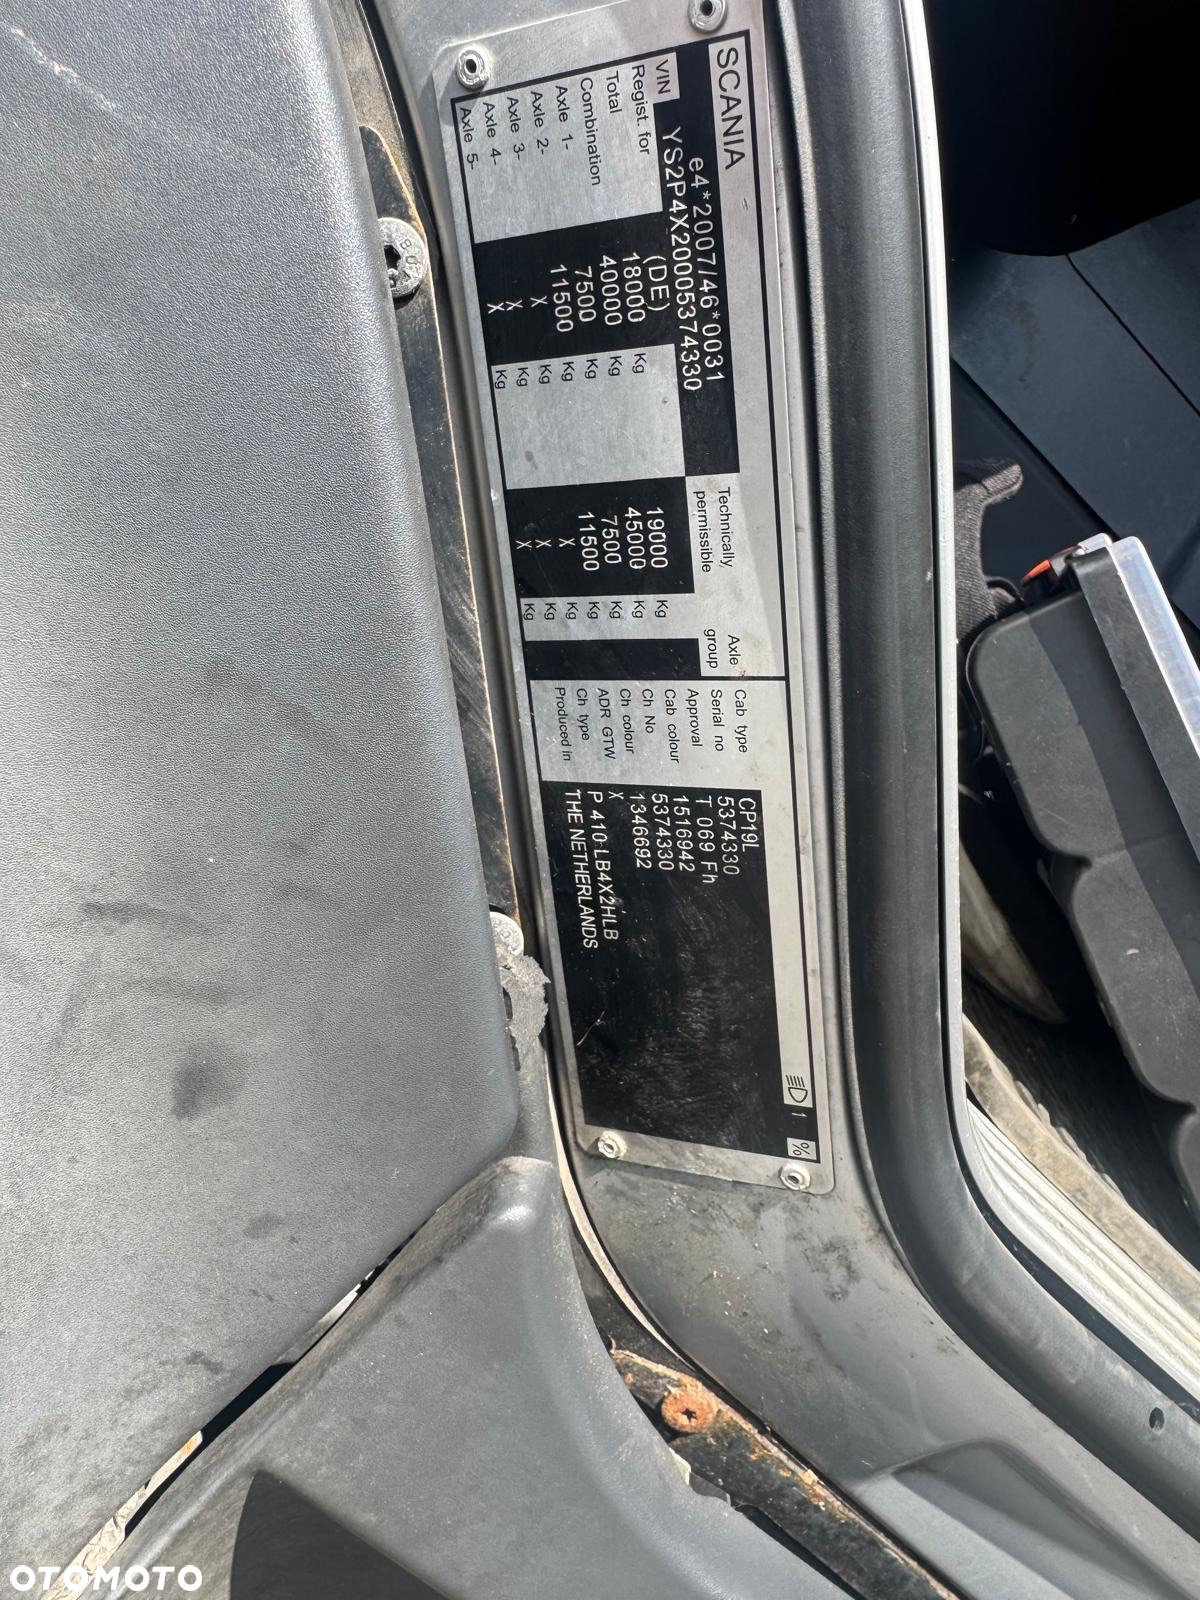 SCANIA
e4*2007/46*0031
VIN YS2P4X20005374330
Regist. for (DE)
Total 18000 Kg 19000 Kg
Combination 40000 Kg 45000 Kg
Axle 1- 7500 Kg 7500 Kg
Axle 2- 11500 Kg 11500 Kg
Axle 3- X Kg X Kg
Axle 4- X Kg X Kg
Axle 5- X Kg X Kg
Technically
permissible
Axle
group
Cab type CP19L
Serial no 5374330
Approval T 069 Fh
Cab colour 1516942
Ch No 5374330
Ch colour 1346692
ADR GTW X
Ch type P 410 LB4X2HLB
Produced in THE NETHERLANDS
1 %
OTOMOTO